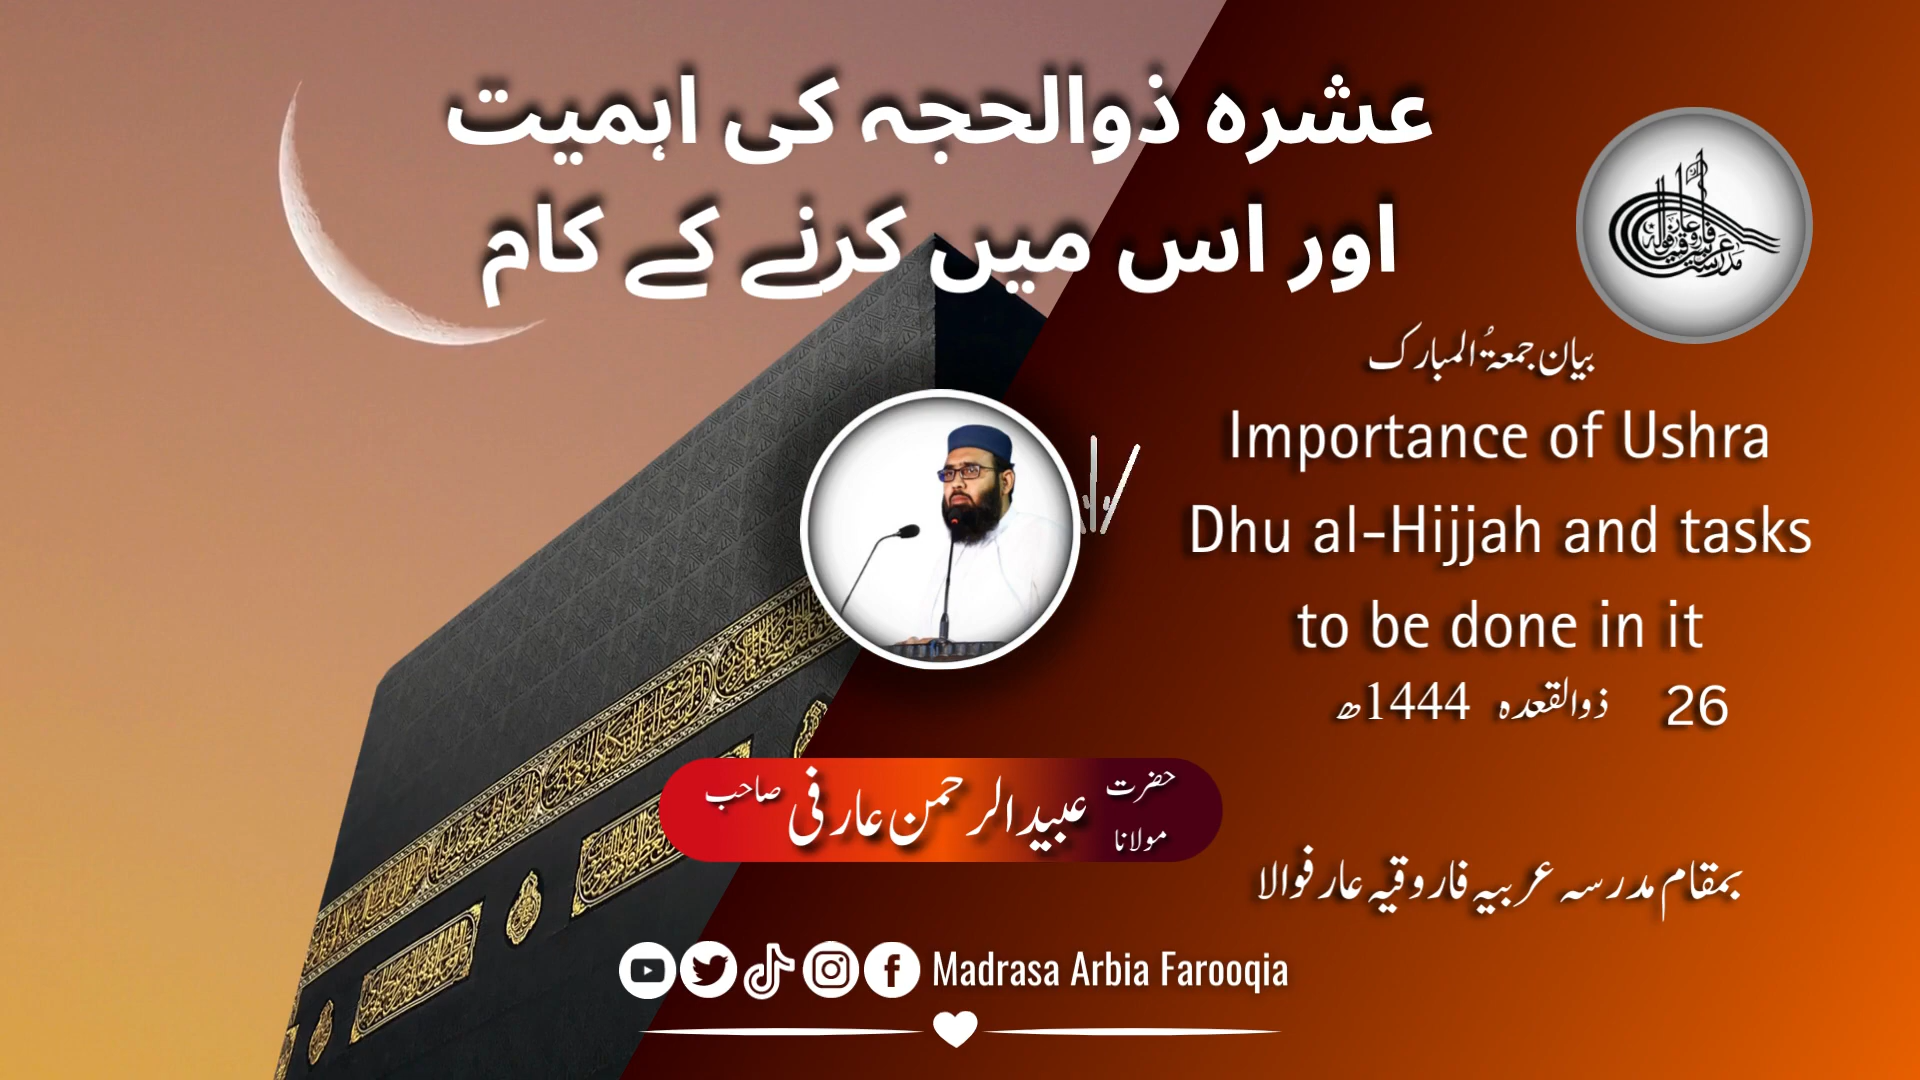 عشرہ ذوالحجہ کی اہمیت
اور اس میں کرنے کے کام
بیان جمعۃُ المبارک
Importance of Ushra
Dhu al-Hijjah and tasks
to be done in it
26 ذوالقعدہ 1444ھ
حضرت مولانا عبیدالرحمن عارفی صاحب
بمقام مدرسہ عربیہ فاروقیہ عارفوالا
Madrasa Arbia Farooqia